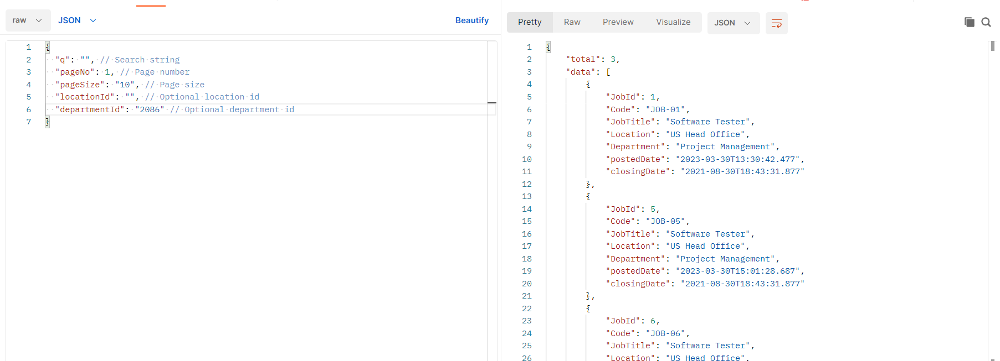 raw JSON Beautify
1 {
2 "q": "", // Search string
3 "pageNo": 1, // Page number
4 "pageSize": "10", // Page size
5 "locationId": "", // Optional location id
6 "departmentId": "2086" // Optional department id
7 }
Pretty Raw Preview Visualize JSON
1 {
2 "total": 3,
3 "data": [
4 {
5 "JobId": 1,
6 "Code": "JOB-01",
7 "JobTitle": "Software Tester",
8 "Location": "US Head Office",
9 "Department": "Project Management",
10 "postedDate": "2023-03-30T13:30:42.477",
11 "closingDate": "2021-08-30T18:43:31.877"
12 },
13 {
14 "JobId": 5,
15 "Code": "JOB-05",
16 "JobTitle": "Software Tester",
17 "Location": "US Head Office",
18 "Department": "Project Management",
19 "postedDate": "2023-03-30T15:01:28.687",
20 "closingDate": "2021-08-30T18:43:31.877"
21 },
22 {
23 "JobId": 6,
24 "Code": "JOB-06",
25 "JobTitle": "Software Tester",
26 "Location": "US Head Office",